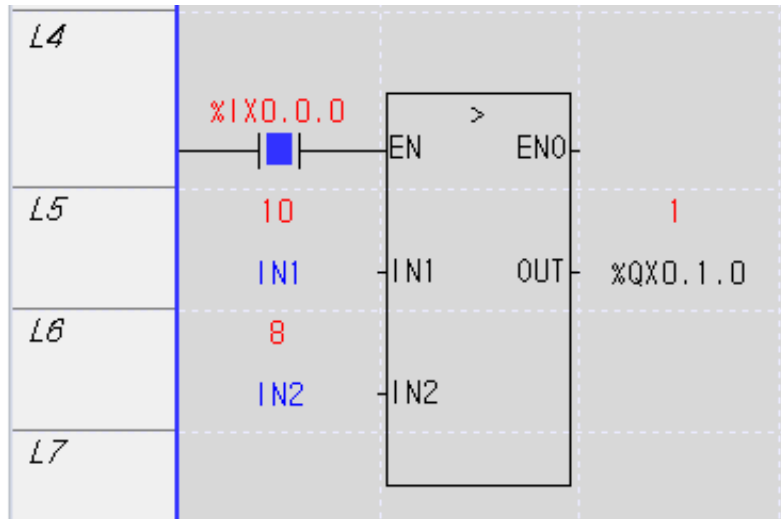 L4
%IX0.0.0
>
EN ENO
L5 10 1
IN1 IN1 OUT %QX0.1.0
L6 8
IN2 IN2
L7